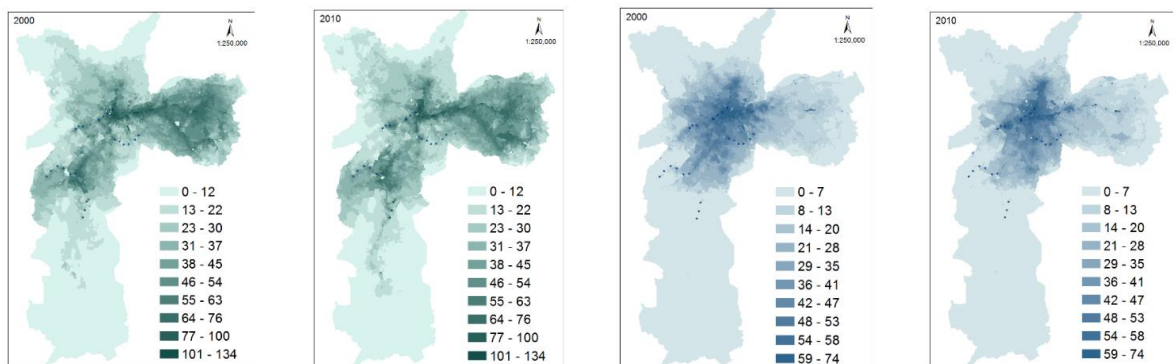 2000
N
1:250,000
0 - 12
13 - 22
23 - 30
31 - 37
38 - 45
46 - 54
55 - 63
64 - 76
77 - 100
101 - 134
2010
N
1:250,000
0 - 12
13 - 22
23 - 30
31 - 37
38 - 45
46 - 54
55 - 63
64 - 76
77 - 100
101 - 134
2000
N
1:250,000
0 - 7
8 - 13
14 - 20
21 - 28
29 - 35
36 - 41
42 - 47
48 - 53
54 - 58
59 - 74
2010
N
1:250,000
0 - 7
8 - 13
14 - 20
21 - 28
29 - 35
36 - 41
42 - 47
48 - 53
54 - 58
59 - 74